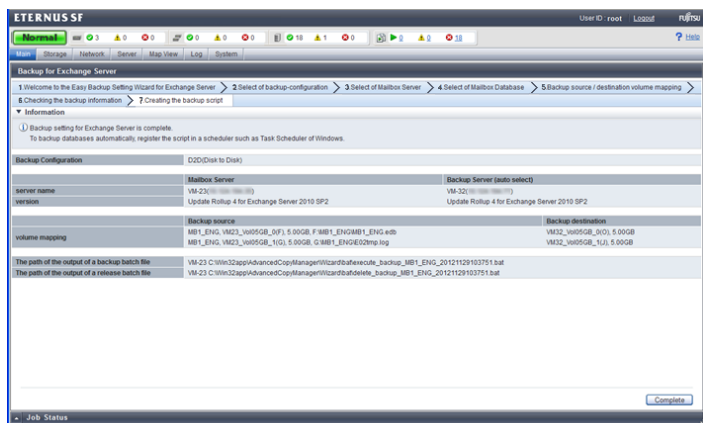 ETERNUS SF
User ID : root Logout FUJITSU
Normal 3 0 0 0 0 0 18 1 0 0 0 18 ? Help
Main Storage Network Server Map View Log System
Backup for Exchange Server
1.Welcome to the Easy Backup Setting Wizard for Exchange Server 2.Select of backup-configuration 3.Select of Mailbox Server 4.Select of Mailbox Database 5.Backup source / destination volume mapping
6.Checking the backup information 7.Creating the backup script
Information
Backup setting for Exchange Server is complete.
To backup databases automatically, register the script in a scheduler such as Task Scheduler of Windows.
Backup Configuration D2D(Disk to Disk)
Mailbox Server Backup Server (auto select)
server name VM-23( ) VM-32( )
version Update Rollup 4 for Exchange Server 2010 SP2 Update Rollup 4 for Exchange Server 2010 SP2
Backup source Backup destination
volume mapping
MB1_ENG, VM23_Vol05GB_0(F), 5.00GB, F:\MB1_ENG\MB1_ENG.edb VM32_Vol05GB_0(O), 5.00GB
MB1_ENG, VM23_Vol05GB_1(G), 5.00GB, G:\MB1_ENG\E02tmp.log VM32_Vol05GB_1(J), 5.00GB
The path of the output of a backup batch file VM-23 C:\Win32app\AdvancedCopyManager\Wizard\bat\execute_backup_MB1_ENG_20121129103751.bat
The path of the output of a release batch file VM-23 C:\Win32app\AdvancedCopyManager\Wizard\bat\delete_backup_MB1_ENG_20121129103751.bat
Complete
Job Status